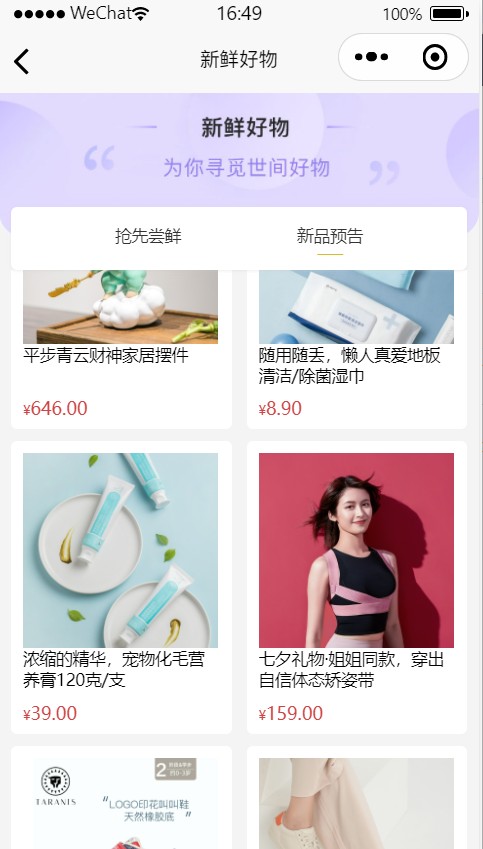 WeChat 16:49 100%
新鲜好物
新鲜好物
“ 为你寻觅世间好物 ”
抢先尝鲜 新品预告
平步青云财神家居摆件
¥646.00
随用随丢，懒人真爱地板
清洁/除菌湿巾
¥8.90
浓缩的精华，宠物化毛营
养膏120克/支
¥39.00
七夕礼物·姐姐同款，穿出
自信体态矫姿带
¥159.00
TARANIS
2
“LOGO印花叫叫鞋
天然橡胶底”